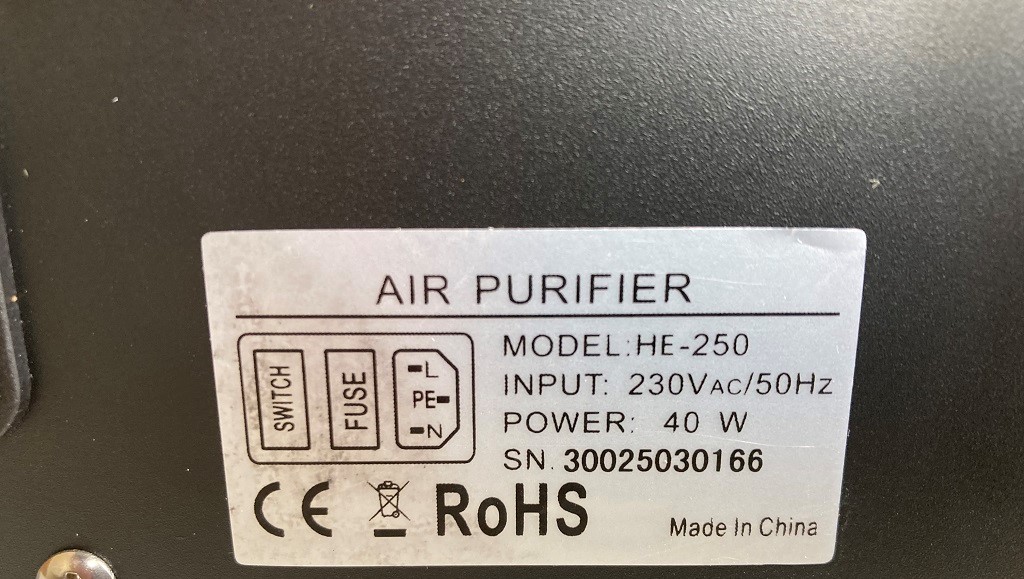 AIR PURIFIER
SWITCH
FUSE
L
PE
N
MODEL:HE-250
INPUT: 230VAC/50HZ
POWER: 40 W
SN. 30025030166
CE RoHS
Made In China